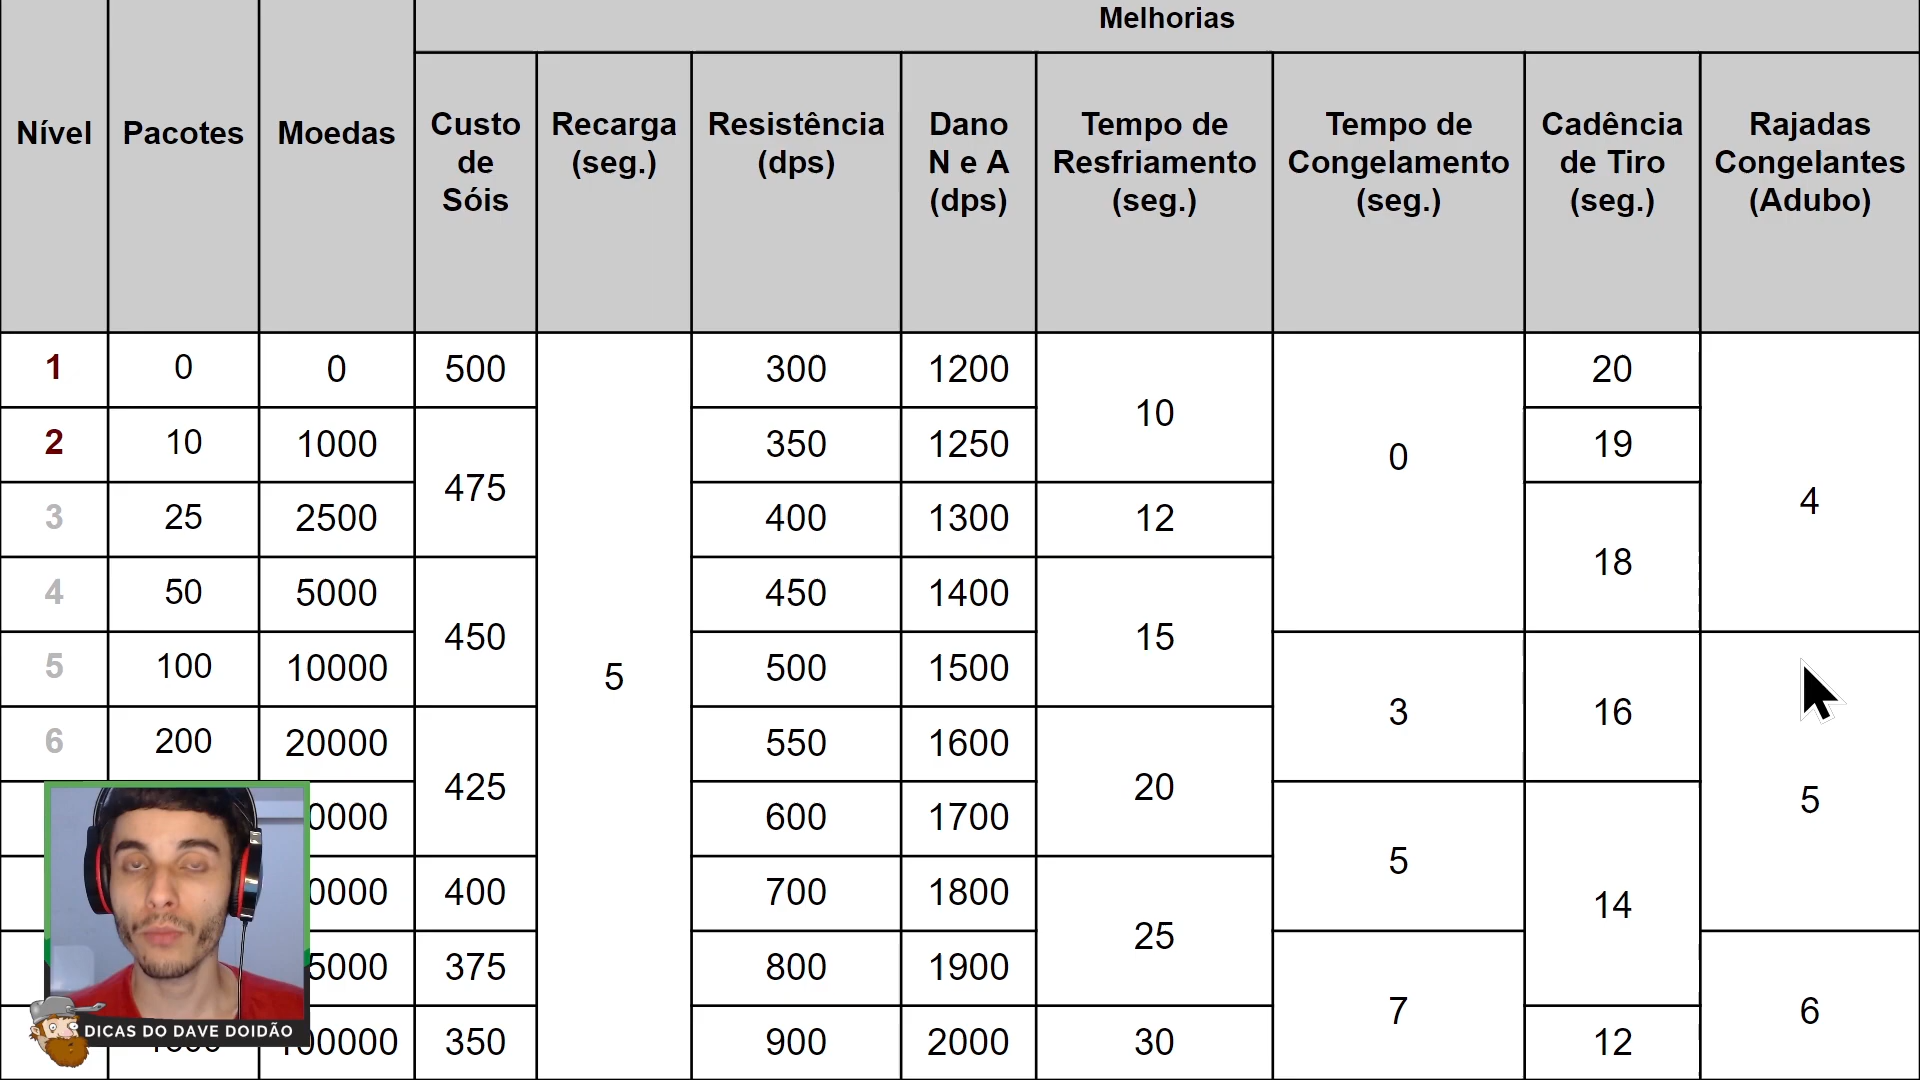 Melhorias
Nível Pacotes Moedas Custo de Sóis Recarga (seg.) Resistência (dps) Dano N e A (dps) Tempo de Resfriamento (seg.) Tempo de Congelamento (seg.) Cadência de Tiro (seg.) Rajadas Congelantes (Adubo)
1 0 0 500 5 300 1200 10 0 20 4
2 10 1000 475 350 1250 19
3 25 2500 400 1300 12 18
4 50 5000 450 450 1400 15
5 100 10000 500 1500 3 16 5
6 200 20000 425 550 1600 20
0000 600 1700 5 14
0000 400 700 1800 25
5000 375 800 1900 7 6
00000 350 900 2000 30 12
DICAS DO DAVE DOIDÃO